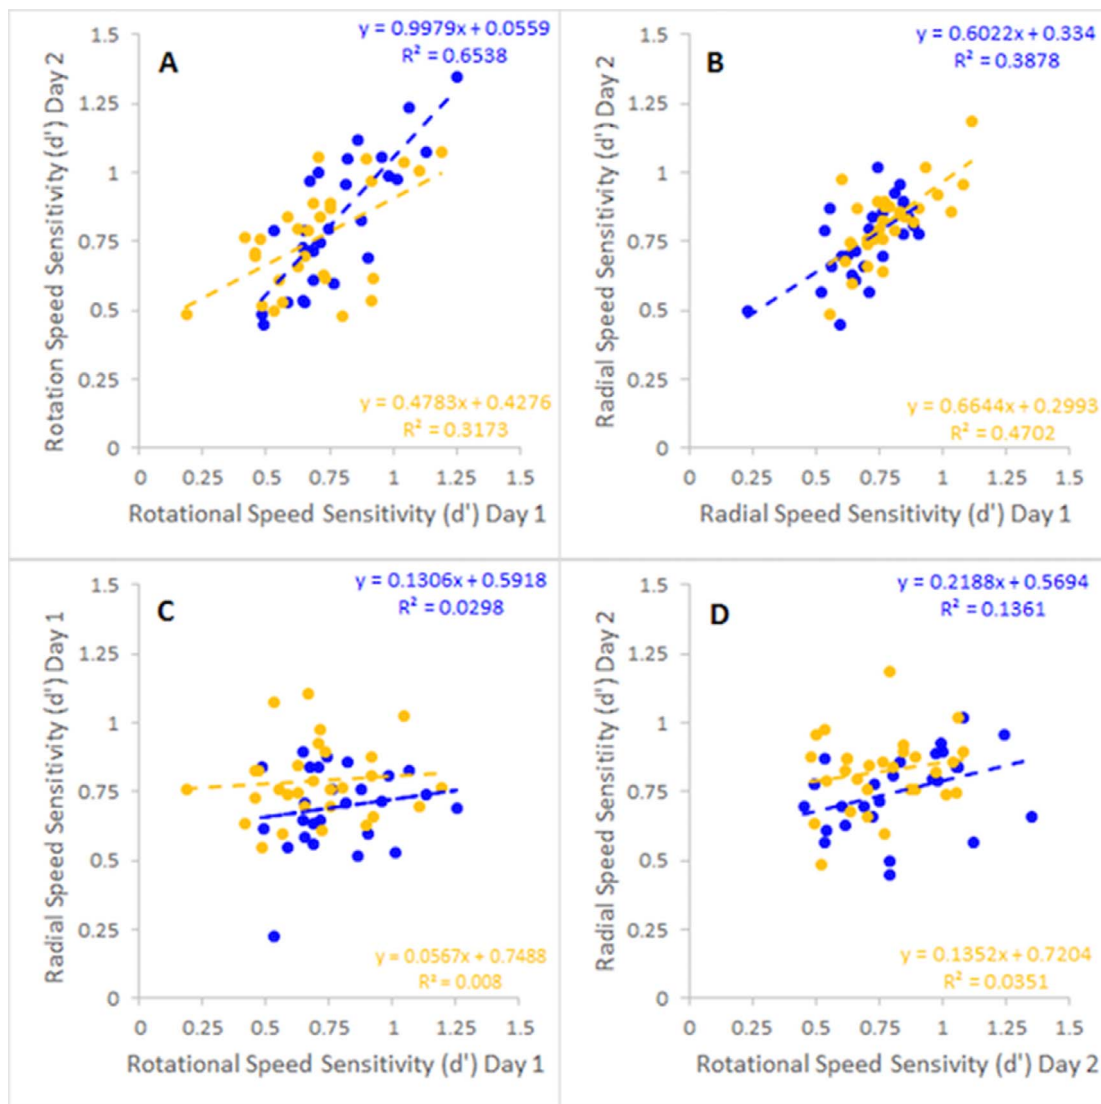 A
y = 0.9979x + 0.0559
R² = 0.6538
Rotation Speed Sensitivity (d') Day 2
1.5
1.25
1
0.75
0.5
0.25
0
y = 0.4783x + 0.4276
R² = 0.3173
0 0.25 0.5 0.75 1 1.25 1.5
Rotational Speed Sensitivity (d') Day 1
B
y = 0.6022x + 0.334
R² = 0.3878
Radial Speed Sensitivity (d') Day 2
1.5
1.25
1
0.75
0.5
0.25
0
y = 0.6644x + 0.2993
R² = 0.4702
0 0.25 0.5 0.75 1 1.25 1.5
Radial Speed Sensitivity (d') Day 1
C
y = 0.1306x + 0.5918
R² = 0.0298
Radial Speed Sensitivity (d') Day 1
1.5
1.25
1
0.75
0.5
0.25
0
y = 0.0567x + 0.7488
R² = 0.008
0 0.25 0.5 0.75 1 1.25 1.5
Rotational Speed Sensitivity (d') Day 1
D
y = 0.2188x + 0.5694
R² = 0.1361
Radial Speed Sensitiity (d') Day 2
1.5
1.25
1
0.75
0.5
0.25
0
y = 0.1352x + 0.7204
R² = 0.0351
0 0.25 0.5 0.75 1 1.25 1.5
Rotational Speed Sensivity (d') Day 2